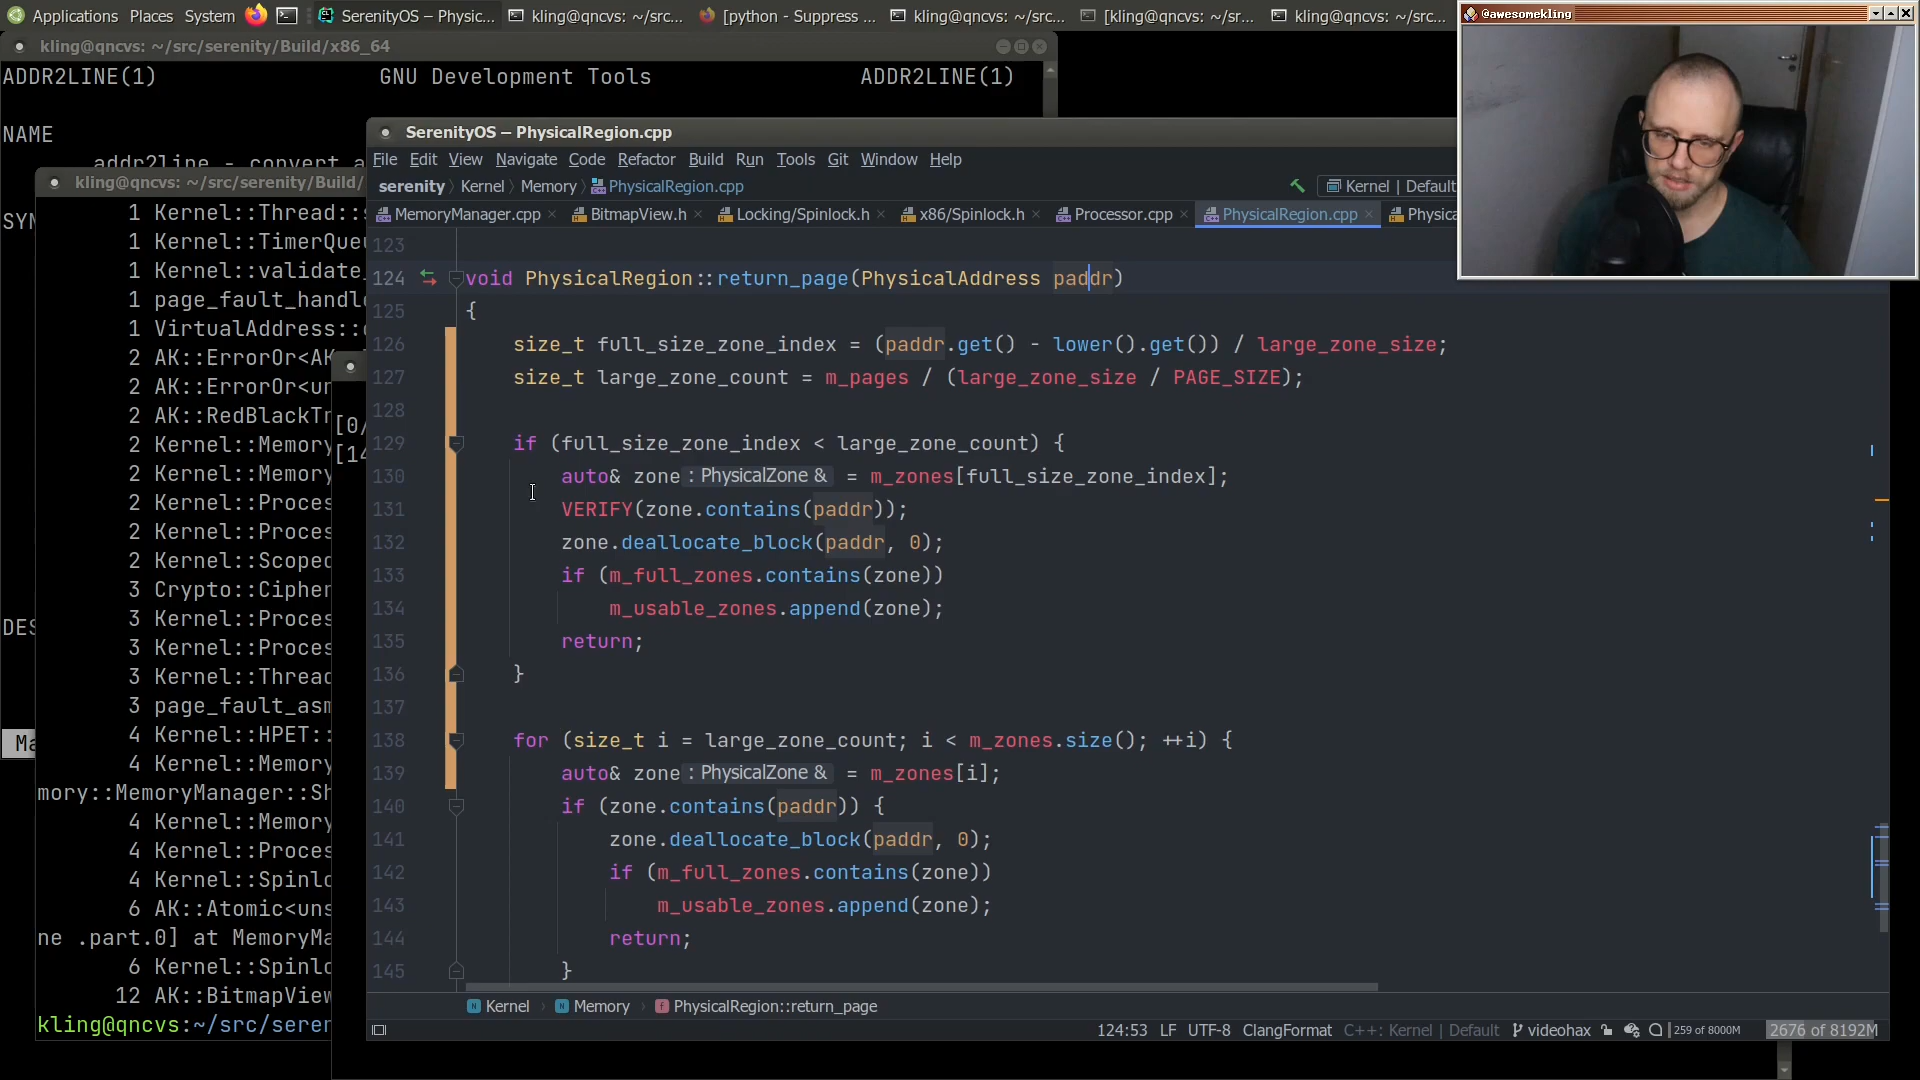 Applications Places System SerenityOS – Physic... kling@qncvs: ~/src... [python - Suppress ... kling@qncvs: ~/src... [kling@qncvs: ~/sr... kling@qncvs: ~/src...
@awesomekling
kling@qncvs: ~/src/serenity/Build/x86_64
ADDR2LINE(1) GNU Development Tools ADDR2LINE(1)
NAME
addr2line - convert a
SYN
DES
Ma
kling@qncvs: ~/src/serenity/Build/
1 Kernel::Thread::s
1 Kernel::TimerQue
1 Kernel::validate_
1 page_fault_handl
1 VirtualAddress::
2 AK::ErrorOr<AK
2 AK::ErrorOr<un
2 AK::RedBlackTr
2 Kernel::Memory
2 Kernel::Memory
2 Kernel::Proces
2 Kernel::Proces
2 Kernel::Scoped
3 Crypto::Cipher
3 Kernel::Proces
3 Kernel::Proces
3 Kernel::Thread
3 page_fault_asm
4 Kernel::HPET::
4 Kernel::Memory
mory::MemoryManager::Sh
4 Kernel::Memory
4 Kernel::Proces
4 Kernel::Spinlo
6 AK::Atomic<uns
ne .part.0] at MemoryMa
6 Kernel::Spinlo
12 AK::BitmapView
kling@qncvs:~/src/seren
[0/
[14
SerenityOS – PhysicalRegion.cpp
File Edit View Navigate Code Refactor Build Run Tools Git Window Help
serenity Kernel Memory PhysicalRegion.cpp Kernel | Default
MemoryManager.cpp BitmapView.h Locking/Spinlock.h x86/Spinlock.h Processor.cpp PhysicalRegion.cpp Physica
123
124 void PhysicalRegion::return_page(PhysicalAddress paddr)
125 {
126 size_t full_size_zone_index = (paddr.get() - lower().get()) / large_zone_size;
127 size_t large_zone_count = m_pages / (large_zone_size / PAGE_SIZE);
128
129 if (full_size_zone_index < large_zone_count) {
130 auto& zone : PhysicalZone & = m_zones[full_size_zone_index];
131 VERIFY(zone.contains(paddr));
132 zone.deallocate_block(paddr, 0);
133 if (m_full_zones.contains(zone))
134 m_usable_zones.append(zone);
135 return;
136 }
137
138 for (size_t i = large_zone_count; i < m_zones.size(); ++i) {
139 auto& zone : PhysicalZone & = m_zones[i];
140 if (zone.contains(paddr)) {
141 zone.deallocate_block(paddr, 0);
142 if (m_full_zones.contains(zone))
143 m_usable_zones.append(zone);
144 return;
145 }
Kernel Memory PhysicalRegion::return_page
124:53 LF UTF-8 ClangFormat C++: Kernel | Default videohax 259 of 8000M 2676 of 8192M